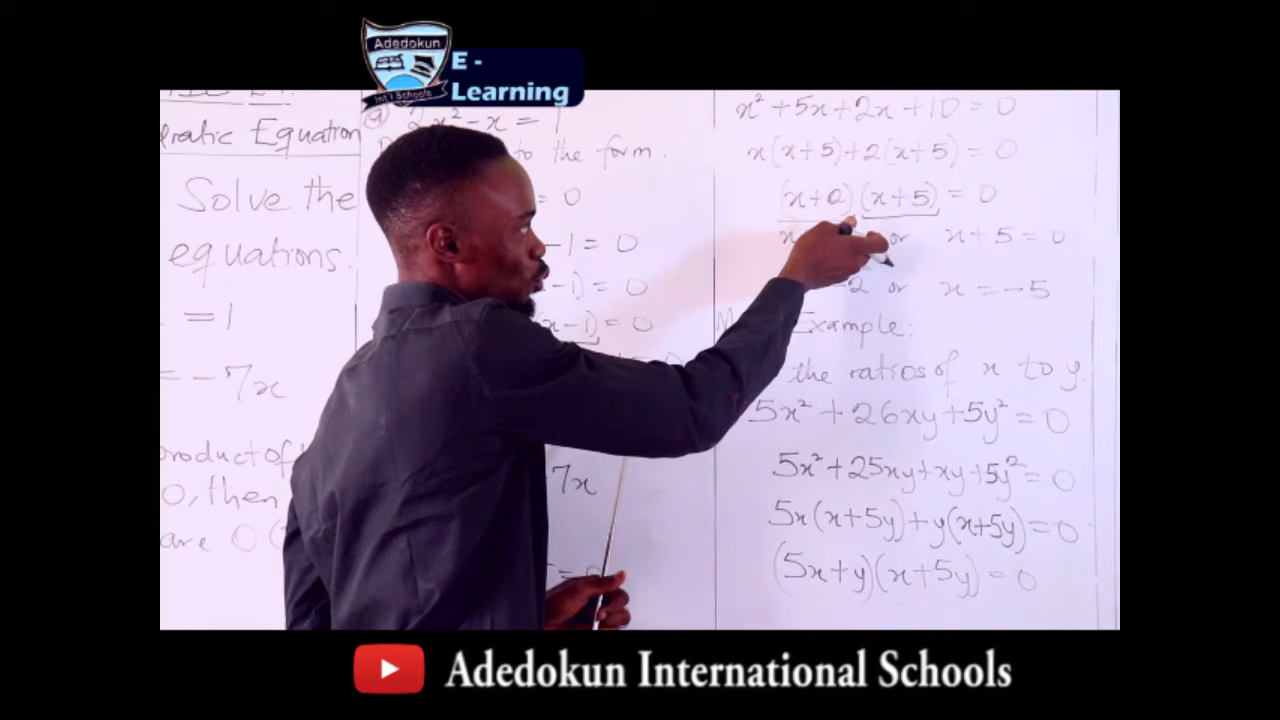 Adedokun
Int'l Schools
E -
Learning
ratic Equation
Solve the
equations.
= 1
= -7x
product of
0, then
are 0 (
@ 2x² - x = 1
to the form.
= 0
-1 = 0
-1) = 0
x-1) = 0
7x
= 0
x² + 5x + 2x + 10 = 0
x(x+5) + 2(x+5) = 0
(x+2)(x+5) = 0
x or x + 5 = 0
-2 or x = -5
Example:
the ratios of x to y.
5x² + 26xy + 5y² = 0
5x² + 25xy + xy + 5y² = 0
5x(x+5y) + y(x+5y) = 0
(5x+y)(x+5y) = 0
Adedokun International Schools